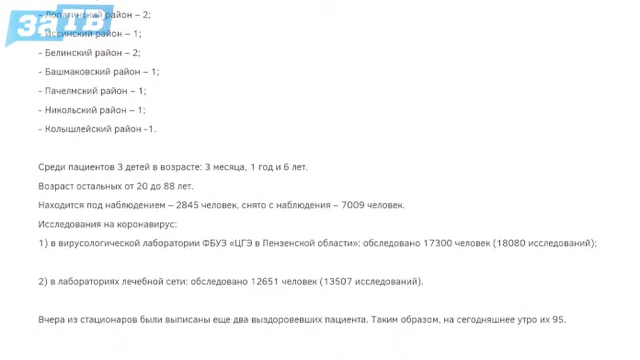 ЗаТВ
- Лопатинский район – 2;
- Иссинский район – 1;
- Белинский район – 2;
- Башмаковский район – 1;
- Пачелмский район – 1;
- Никольский район – 1;
- Колышлейский район -1.
Среди пациентов 3 детей в возрасте: 3 месяца, 1 год и 6 лет.
Возраст остальных от 20 до 88 лет.
Находится под наблюдением – 2845 человек, снято с наблюдения – 7009 человек.
Исследования на коронавирус:
1) в вирусологической лаборатории ФБУЗ «ЦГЭ в Пензенской области»: обследовано 17300 человек (18080 исследований);
2) в лабораториях лечебной сети: обследовано 12651 человек (13507 исследований).
Вчера из стационаров были выписаны еще два выздоровевших пациента. Таким образом, на сегодняшнее утро их 95.